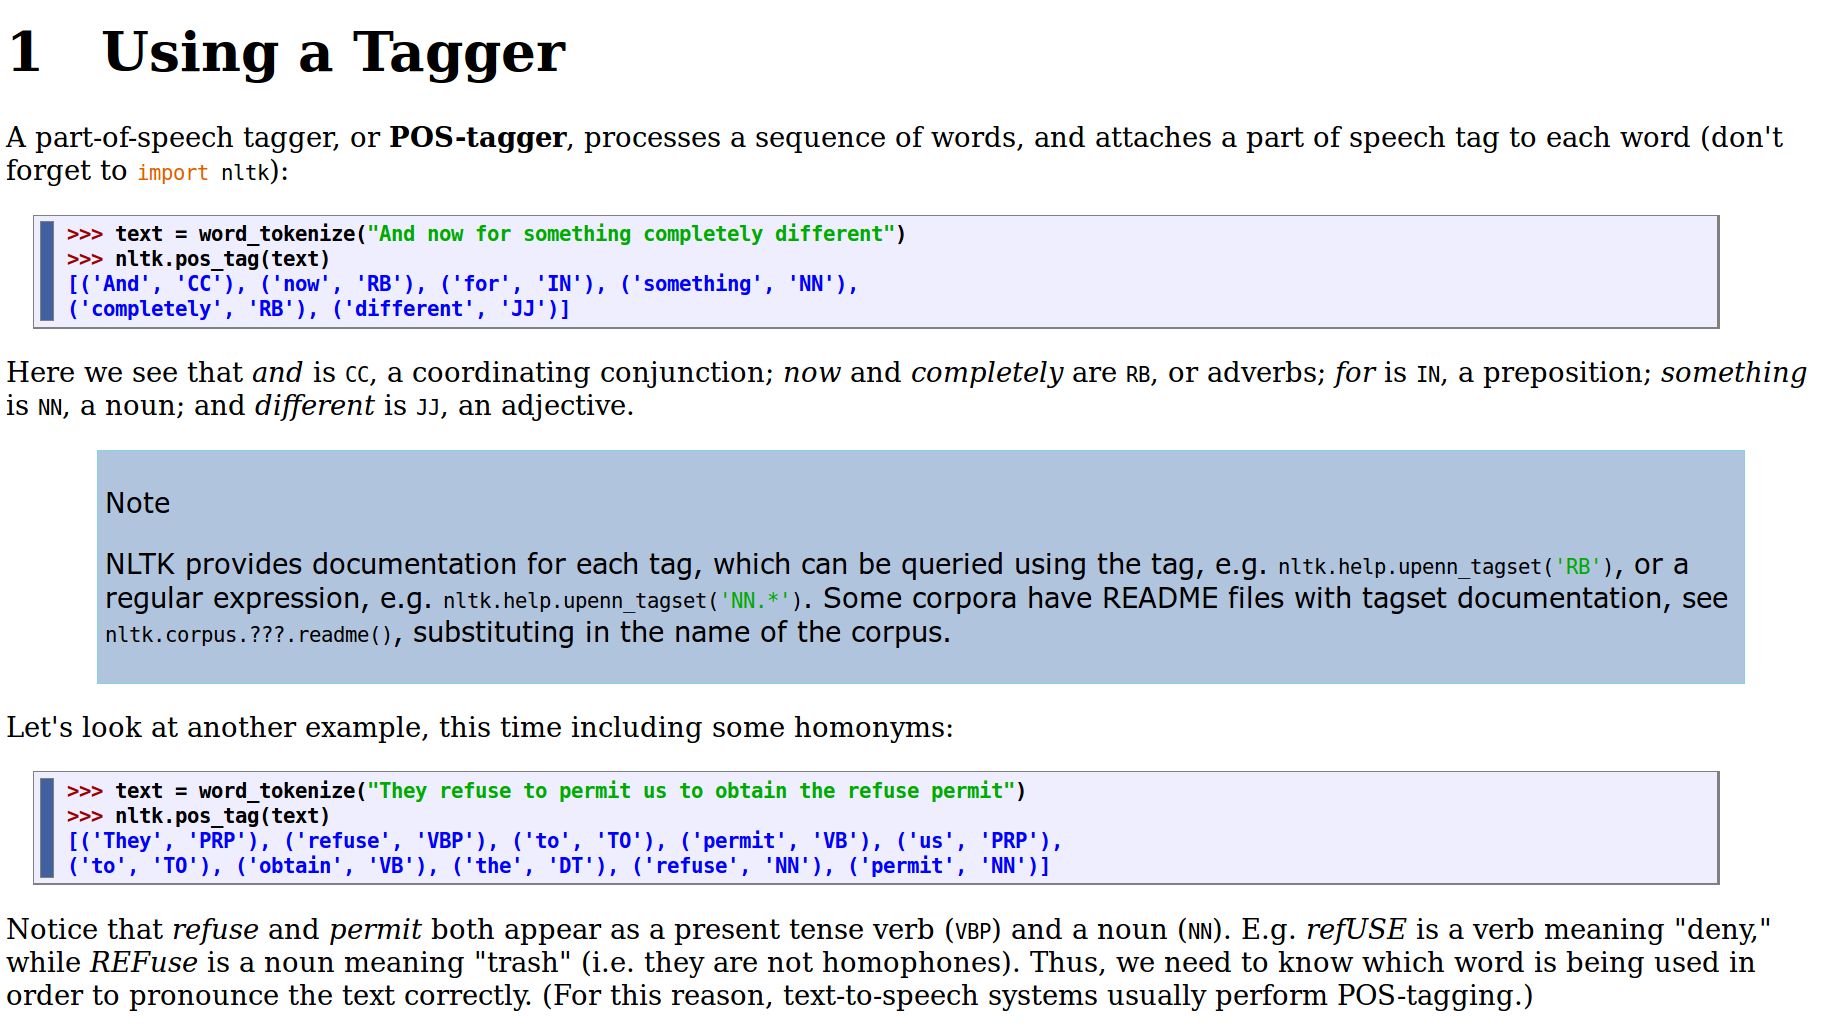 1 Using a Tagger
A part-of-speech tagger, or POS-tagger, processes a sequence of words, and attaches a part of speech tag to each word (don't
forget to import nltk):
>>> text = word_tokenize("And now for something completely different")
>>> nltk.pos_tag(text)
[('And', 'CC'), ('now', 'RB'), ('for', 'IN'), ('something', 'NN'),
('completely', 'RB'), ('different', 'JJ')]
Here we see that and is CC, a coordinating conjunction; now and completely are RB, or adverbs; for is IN, a preposition; something
is NN, a noun; and different is JJ, an adjective.
Note
NLTK provides documentation for each tag, which can be queried using the tag, e.g. nltk.help.upenn_tagset('RB'), or a
regular expression, e.g. nltk.help.upenn_tagset('NN.*'). Some corpora have README files with tagset documentation, see
nltk.corpus.???.readme(), substituting in the name of the corpus.
Let's look at another example, this time including some homonyms:
>>> text = word_tokenize("They refuse to permit us to obtain the refuse permit")
>>> nltk.pos_tag(text)
[('They', 'PRP'), ('refuse', 'VBP'), ('to', 'TO'), ('permit', 'VB'), ('us', 'PRP'),
('to', 'TO'), ('obtain', 'VB'), ('the', 'DT'), ('refuse', 'NN'), ('permit', 'NN')]
Notice that refuse and permit both appear as a present tense verb (VBP) and a noun (NN). E.g. refUSE is a verb meaning "deny,"
while REFuse is a noun meaning "trash" (i.e. they are not homophones). Thus, we need to know which word is being used in
order to pronounce the text correctly. (For this reason, text-to-speech systems usually perform POS-tagging.)